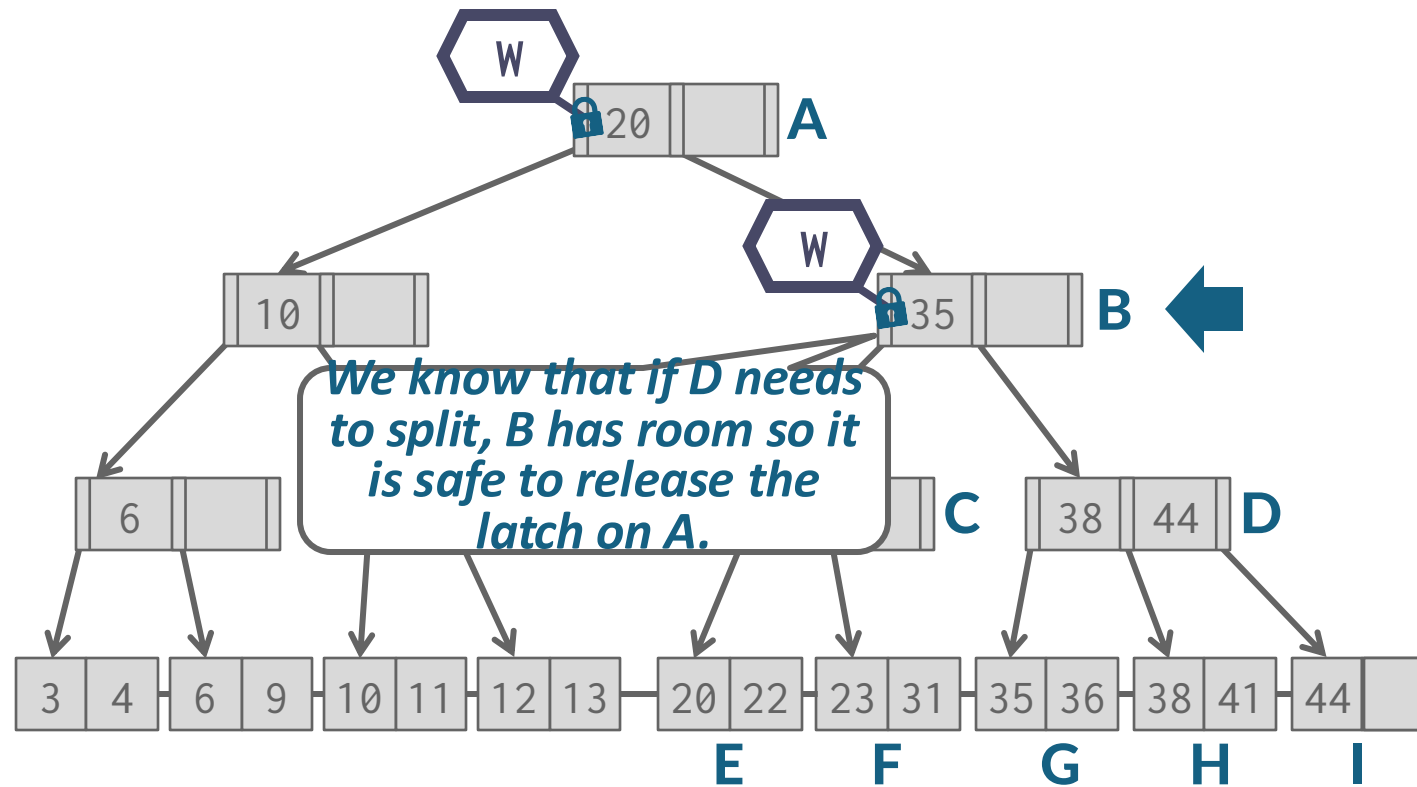 W
20 A
W
10
35 B
We know that if D needs
to split, B has room so it
is safe to release the
latch on A.
6
C
38 44 D
3 4 6 9 10 11 12 13 20 22 23 31 35 36 38 41 44
E F G H I